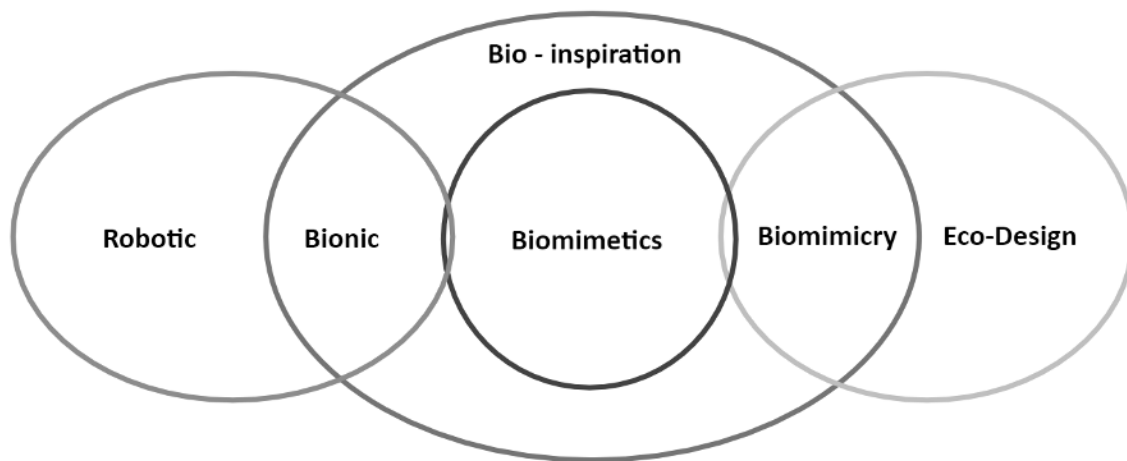 Bio - inspiration
Robotic
Bionic
Biomimetics
Biomimicry
Eco-Design